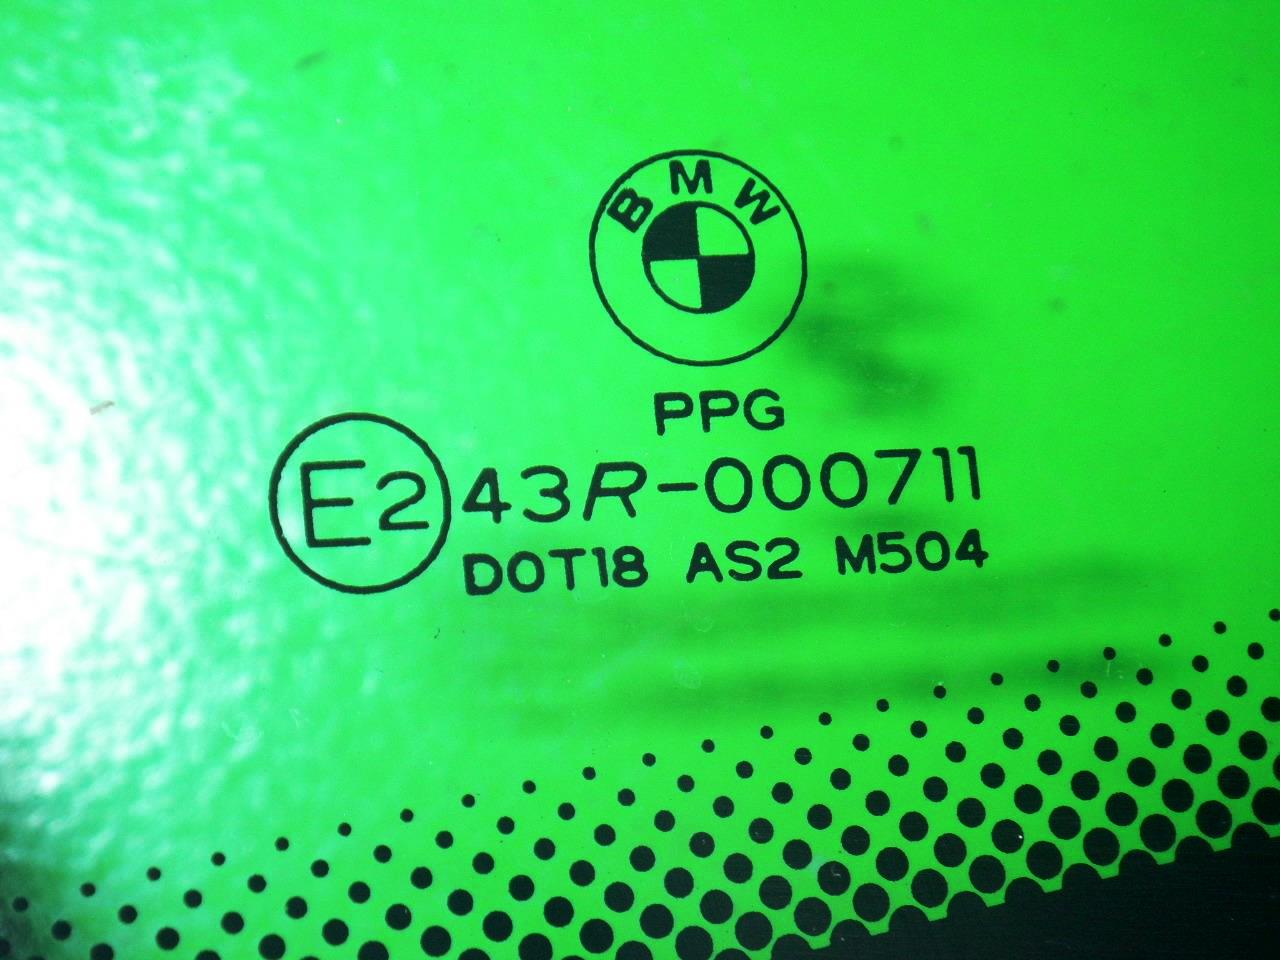 BMW
PPG
E2 43R-000711
DOT18 AS2 M504